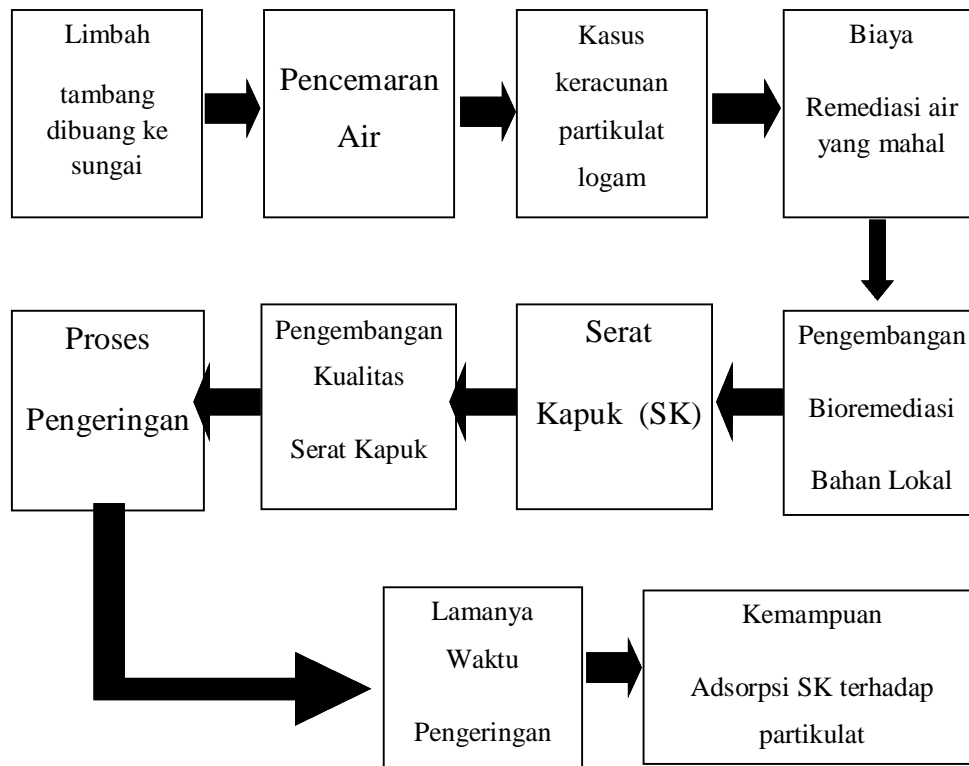 Limbah
tambang
dibuang ke
sungai
Pencemaran
Air
Kasus
keracunan
partikulat
logam
Biaya
Remediasi air
yang mahal
Pengembangan
Bioremediasi
Bahan Lokal
Serat
Kapuk (SK)
Pengembangan
Kualitas
Serat Kapuk
Proses
Pengeringan
Lamanya
Waktu
Pengeringan
Kemampuan
Adsorpsi SK terhadap
partikulat